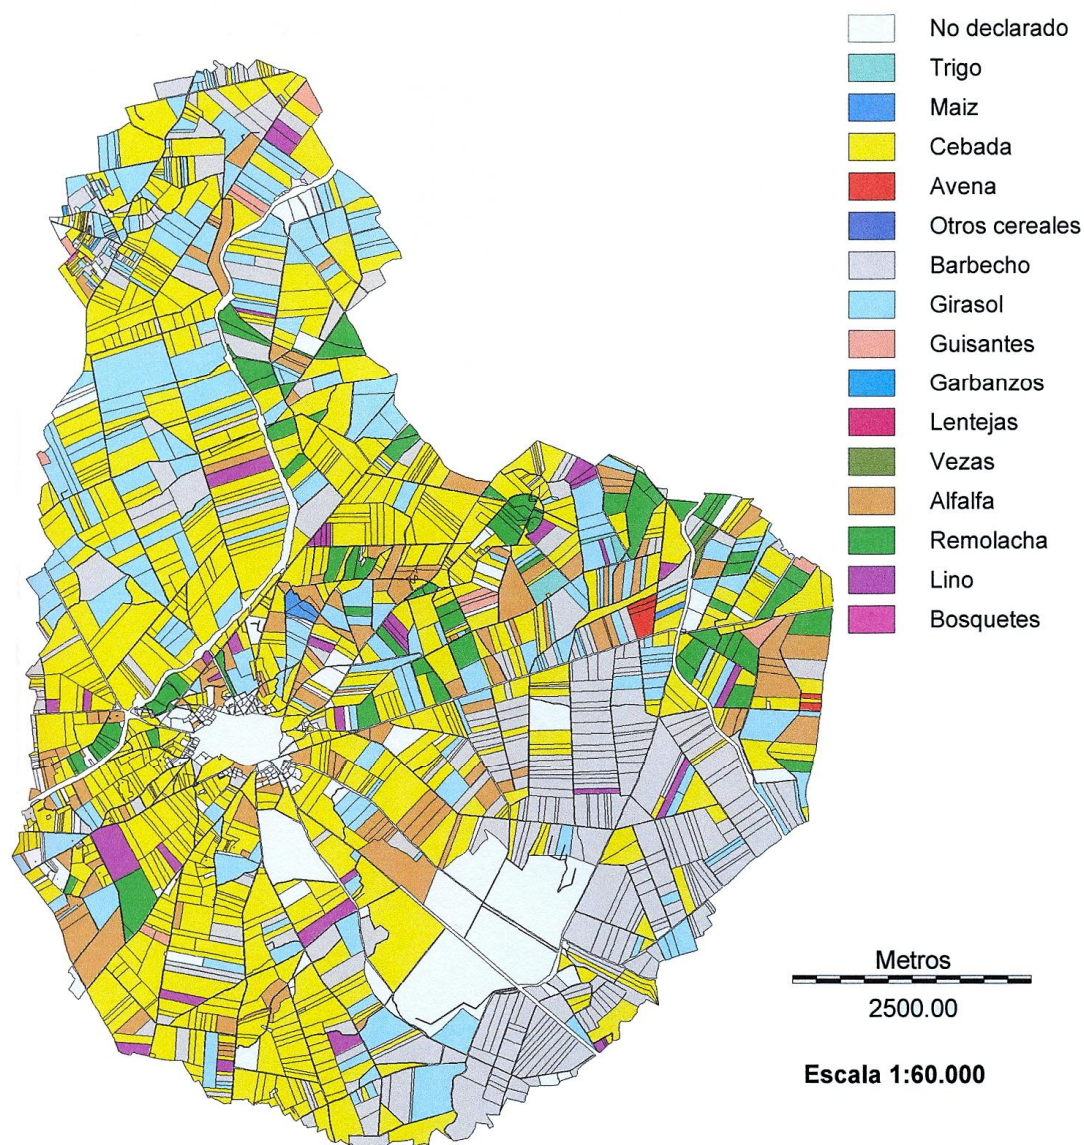 No declarado
Trigo
Maiz
Cebada
Avena
Otros cereales
Barbecho
Girasol
Guisantes
Garbanzos
Lentejas
Vezas
Alfalfa
Remolacha
Lino
Bosquetes
Metros
2500.00
Escala 1:60.000